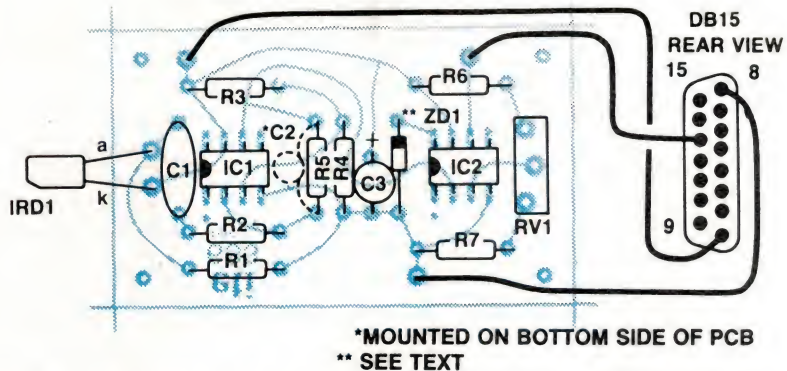 DB15
REAR VIEW
15 8
R3
R6
** ZD1
*C2
a
C1
IC1
R5
R4
+
C3
IC2
IRD1
k
R2
R7
RV1
9
R1
*MOUNTED ON BOTTOM SIDE OF PCB
** SEE TEXT